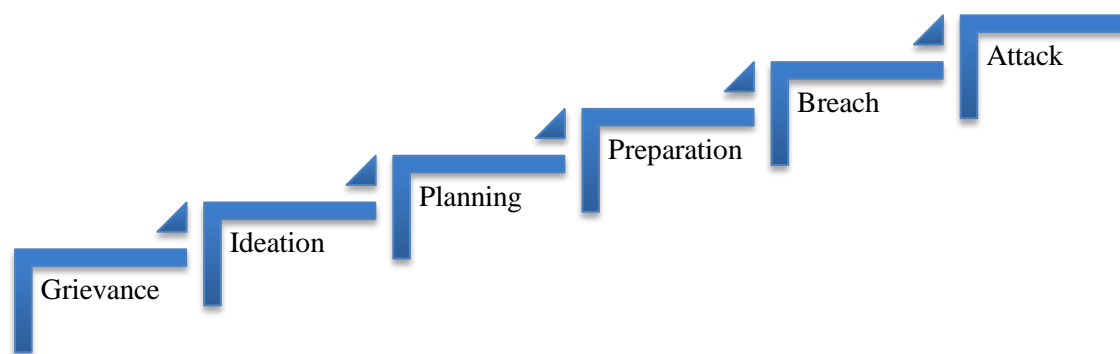 Grievance
Ideation
Planning
Preparation
Breach
Attack